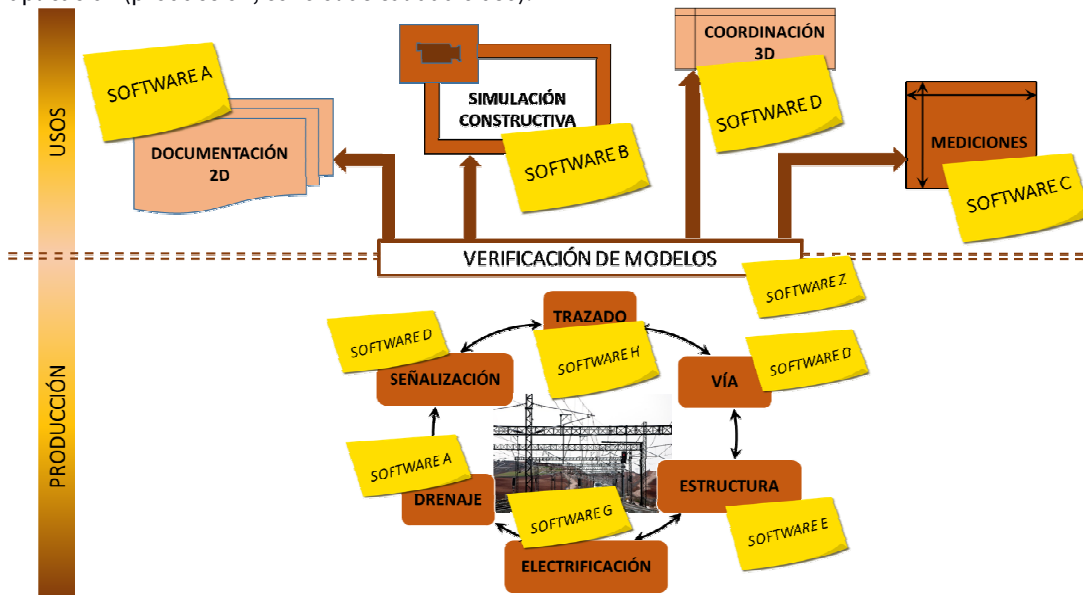 USOS
SOFTWARE A
DOCUMENTACIÓN
2D
SIMULACIÓN
CONSTRUCTIVA
SOFTWARE B
COORDINACIÓN
3D
SOFTWARE D
MEDICIONES
SOFTWARE C
VERIFICACIÓN DE MODELOS
SOFTWARE Z
PRODUCCIÓN
TRAZADO
SOFTWARE H
SOFTWARE D
SEÑALIZACIÓN
VÍA
SOFTWARE D
SOFTWARE A
DRENAJE
ESTRUCTURA
SOFTWARE E
SOFTWARE G
ELECTRIFICACIÓN